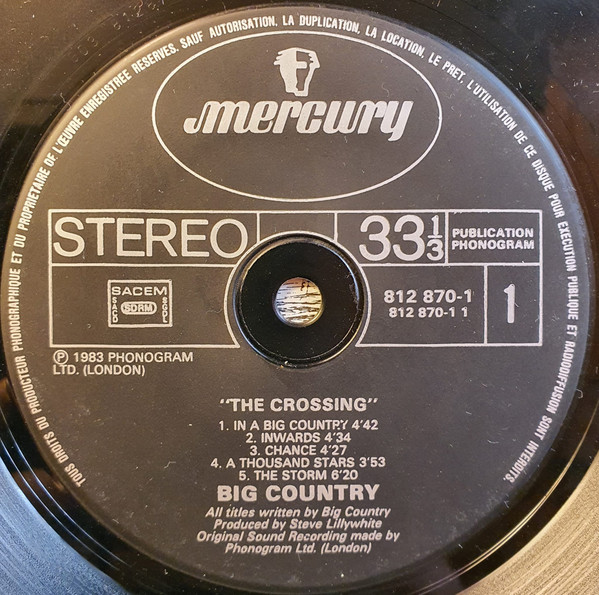 TOUS DROITS DU PRODUCTEUR PHONOGRAPHIQUE ET DU PROPRIETAIRE DE L'ŒUVRE ENREGISTREE RESERVES. SAUF AUTORISATION, LA DUPLICATION, LA LOCATION, LE PRET, L'UTILISATION DE CE DISQUE POUR EXECUTION PUBLIQUE ET RADIODIFFUSION SONT INTERDITS.
mercury
STEREO
33 1/3
PUBLICATION
PHONOGRAM
SACEM
SACD
SDRM
SGDL
812 870-1
812 870-1 1
1
℗ 1983 PHONOGRAM
LTD. (LONDON)
"THE CROSSING"
1. IN A BIG COUNTRY 4'42
2. INWARDS 4'34
3. CHANCE 4'27
4. A THOUSAND STARS 3'53
5. THE STORM 6'20
BIG COUNTRY
All titles written by Big Country
Produced by Steve Lillywhite
Original Sound Recording made by
Phonogram Ltd. (London)